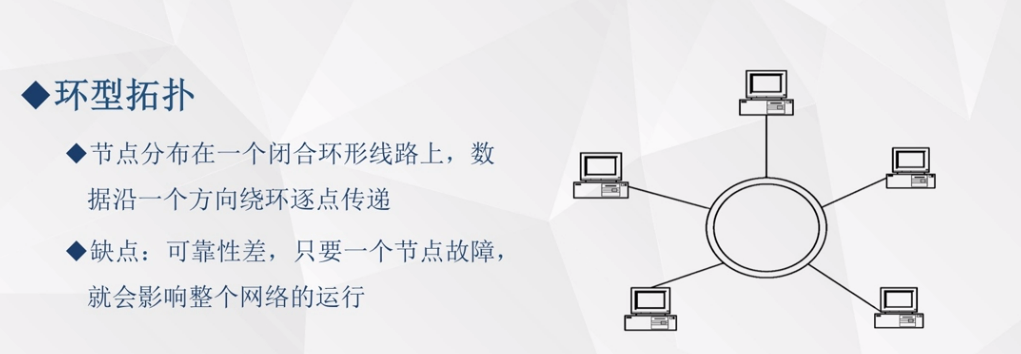 ◆环型拓扑
◆节点分布在一个闭合环形线路上，数
据沿一个方向绕环逐点传递
◆缺点：可靠性差，只要一个节点故障，
就会影响整个网络的运行